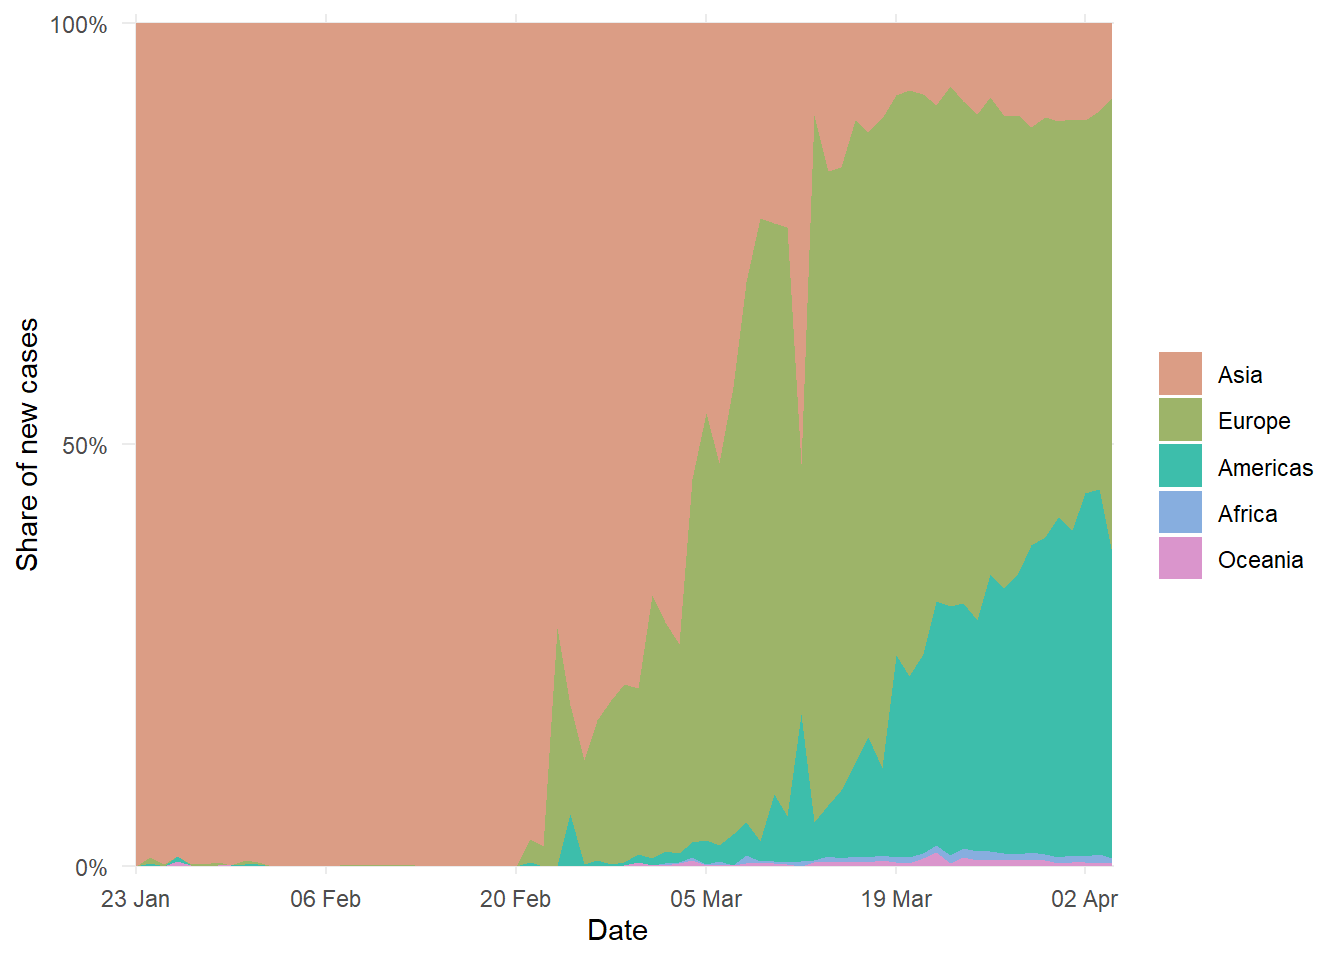 100%
50%
0%
Share of new cases
23 Jan
06 Feb
20 Feb
05 Mar
19 Mar
02 Apr
Date
Asia
Europe
Americas
Africa
Oceania